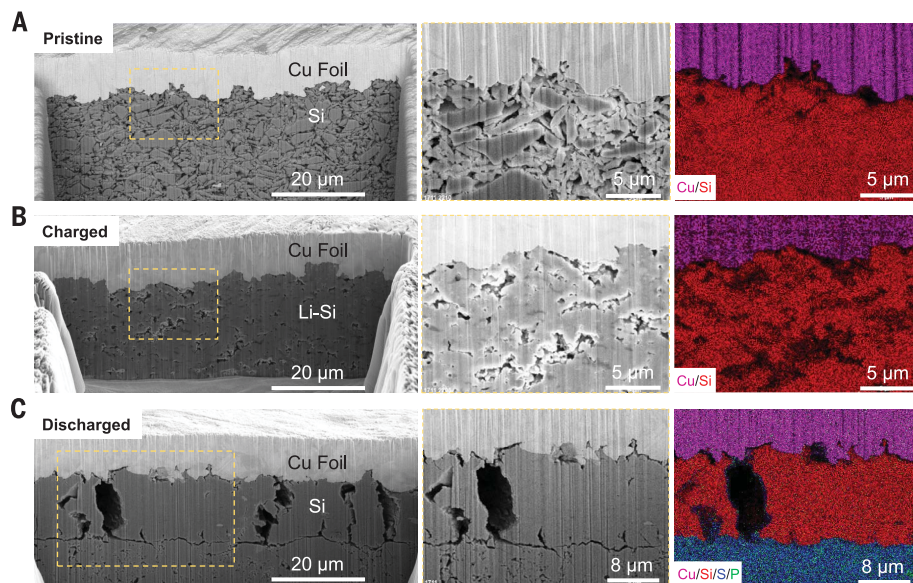 A
Pristine
Cu Foil
Si
20 µm
5 µm
Cu/Si
5 µm
B
Charged
Cu Foil
Li-Si
20 µm
5 µm
Cu/Si
5 µm
C
Discharged
Cu Foil
Si
20 µm
8 µm
Cu/Si/S/P
8 µm